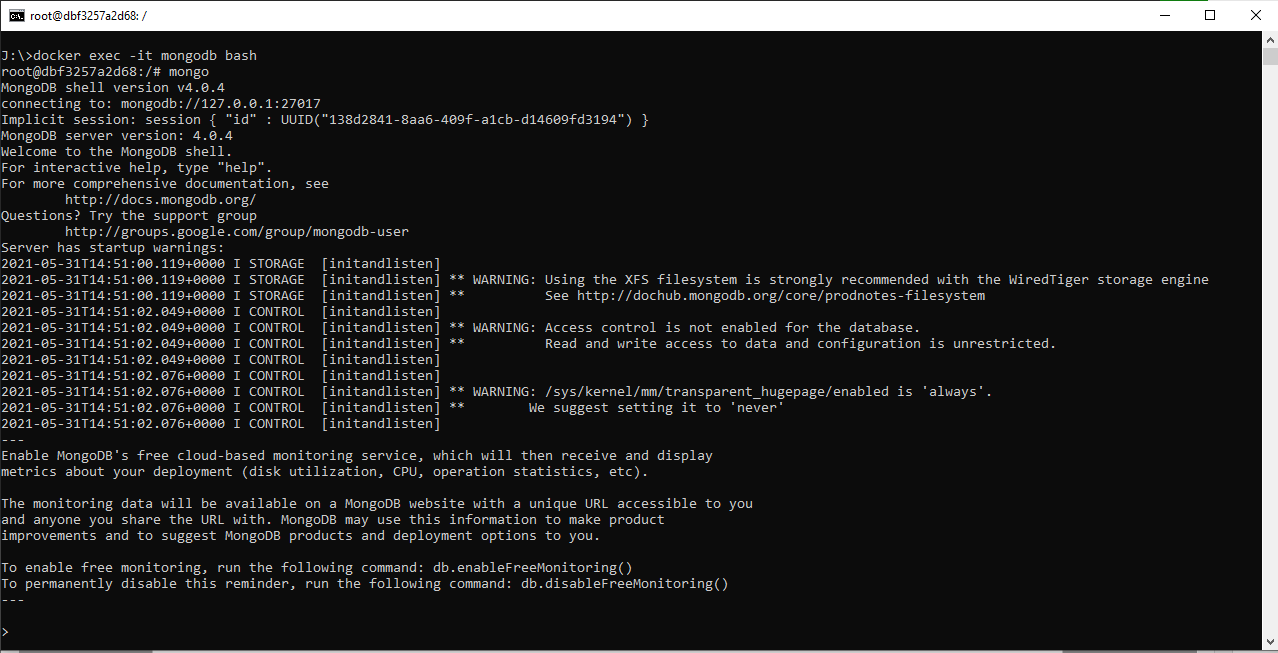 root@dbf3257a2d68: /
J:\>docker exec -it mongodb bash
root@dbf3257a2d68:/# mongo
MongoDB shell version v4.0.4
connecting to: mongodb://127.0.0.1:27017
Implicit session: session { "id" : UUID("138d2841-8aa6-409f-a1cb-d14609fd3194") }
MongoDB server version: 4.0.4
Welcome to the MongoDB shell.
For interactive help, type "help".
For more comprehensive documentation, see
        http://docs.mongodb.org/
Questions? Try the support group
        http://groups.google.com/group/mongodb-user
Server has startup warnings:
2021-05-31T14:51:00.119+0000 I STORAGE  [initandlisten]
2021-05-31T14:51:00.119+0000 I STORAGE  [initandlisten] ** WARNING: Using the XFS filesystem is strongly recommended with the WiredTiger storage engine
2021-05-31T14:51:00.119+0000 I STORAGE  [initandlisten] **          See http://dochub.mongodb.org/core/prodnotes-filesystem
2021-05-31T14:51:02.049+0000 I CONTROL  [initandlisten]
2021-05-31T14:51:02.049+0000 I CONTROL  [initandlisten] ** WARNING: Access control is not enabled for the database.
2021-05-31T14:51:02.049+0000 I CONTROL  [initandlisten] **          Read and write access to data and configuration is unrestricted.
2021-05-31T14:51:02.049+0000 I CONTROL  [initandlisten]
2021-05-31T14:51:02.076+0000 I CONTROL  [initandlisten]
2021-05-31T14:51:02.076+0000 I CONTROL  [initandlisten] ** WARNING: /sys/kernel/mm/transparent_hugepage/enabled is 'always'.
2021-05-31T14:51:02.076+0000 I CONTROL  [initandlisten] **        We suggest setting it to 'never'
2021-05-31T14:51:02.076+0000 I CONTROL  [initandlisten]
---
Enable MongoDB's free cloud-based monitoring service, which will then receive and display
metrics about your deployment (disk utilization, CPU, operation statistics, etc).

The monitoring data will be available on a MongoDB website with a unique URL accessible to you
and anyone you share the URL with. MongoDB may use this information to make product
improvements and to suggest MongoDB products and deployment options to you.

To enable free monitoring, run the following command: db.enableFreeMonitoring()
To permanently disable this reminder, run the following command: db.disableFreeMonitoring()
---

>